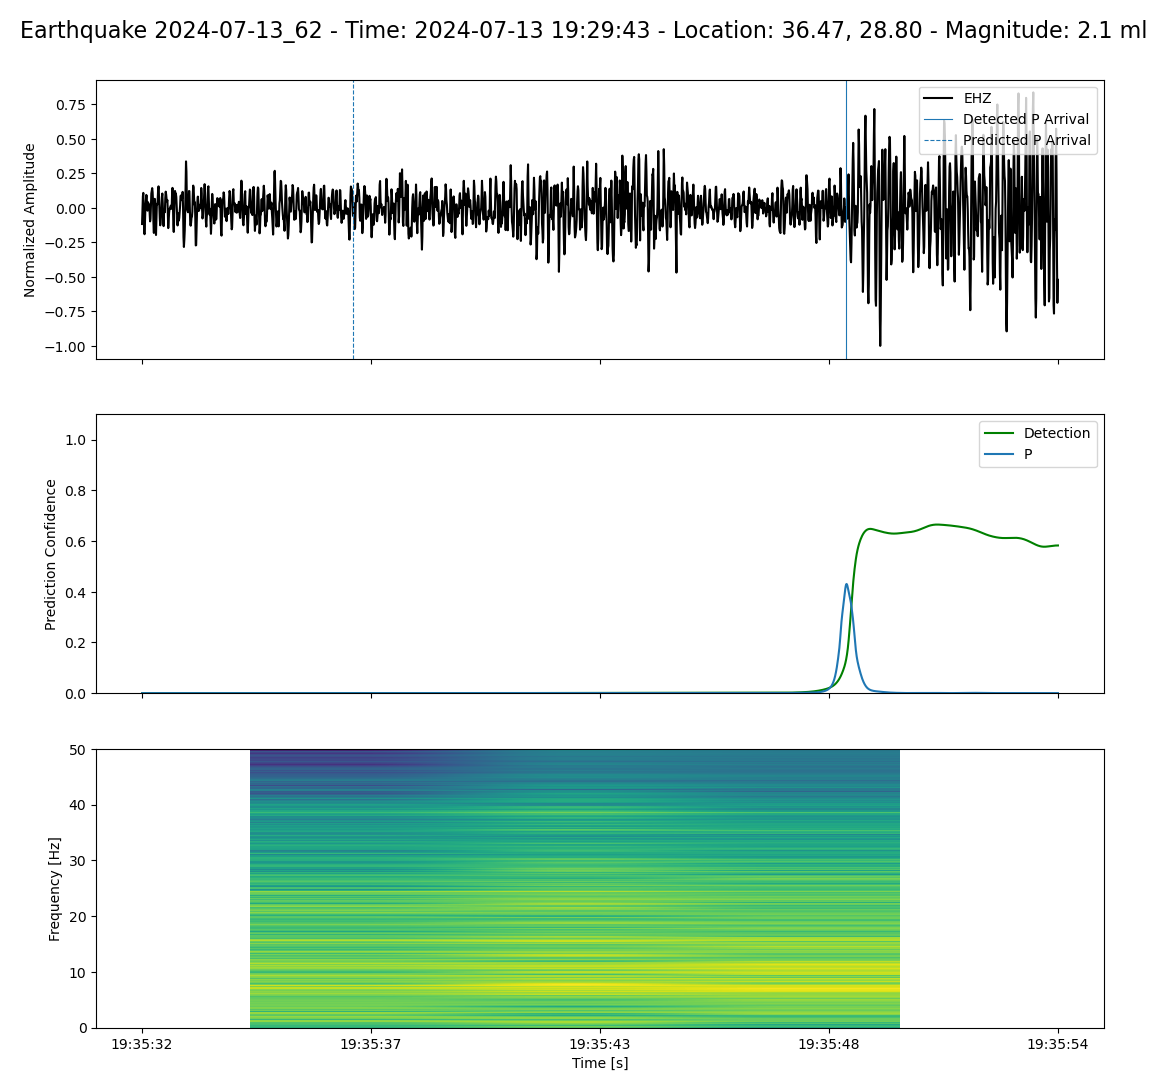 Earthquake 2024-07-13_62 - Time: 2024-07-13 19:29:43 - Location: 36.47, 28.80 - Magnitude: 2.1 ml
Normalized Amplitude
0.75
0.50
0.25
0.00
−0.25
−0.50
−0.75
−1.00
EHZ
Detected P Arrival
Predicted P Arrival
Prediction Confidence
1.0
0.8
0.6
0.4
0.2
0.0
Detection
P
Frequency [Hz]
50
40
30
20
10
0
19:35:32
19:35:37
19:35:43
19:35:48
19:35:54
Time [s]